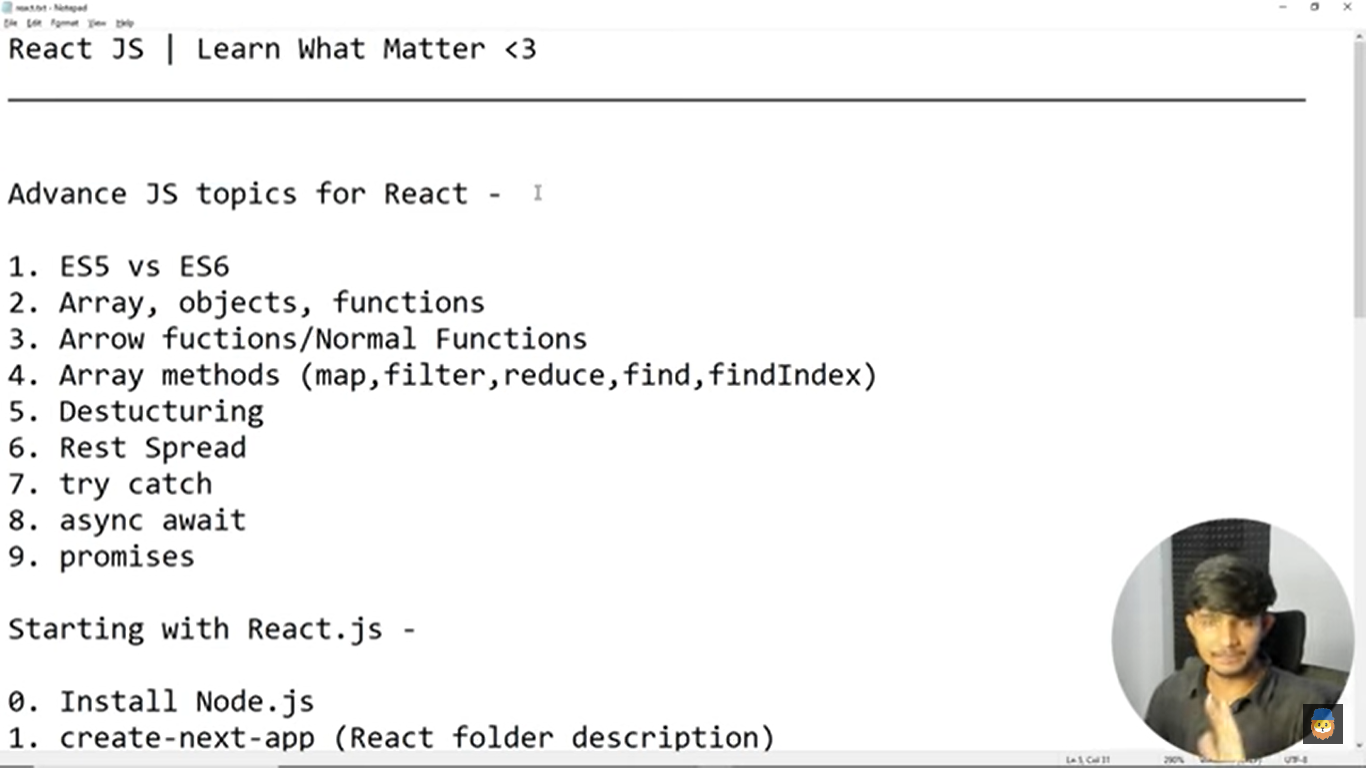 react.txt - Notepad
File Edit Format View Help
React JS | Learn What Matter <3
Advance JS topics for React -
1. ES5 vs ES6
2. Array, objects, functions
3. Arrow fuctions/Normal Functions
4. Array methods (map,filter,reduce,find,findIndex)
5. Destucturing
6. Rest Spread
7. try catch
8. async await
9. promises
Starting with React.js -
0. Install Node.js
1. create-next-app (React folder description)
Ln 5, Col 31 290% UTF-8